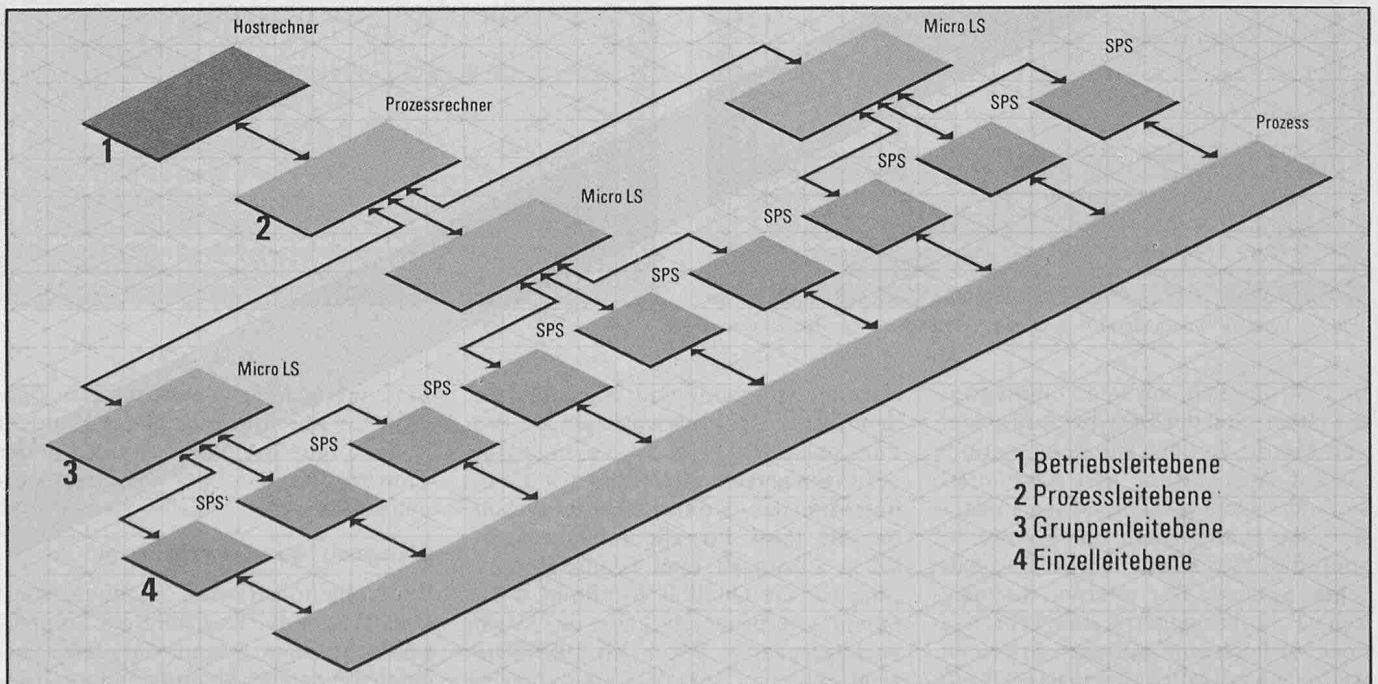 Hostrechner
Micro LS
SPS
SPS
Prozessrechner
Prozess
1
SPS
Micro LS
SPS
2
SPS
SPS
Micro LS
SPS
SPS
3
SPS
1 Betriebsleitebene
2 Prozessleitebene
3 Gruppenleitebene
4 Einzelleitebene
4